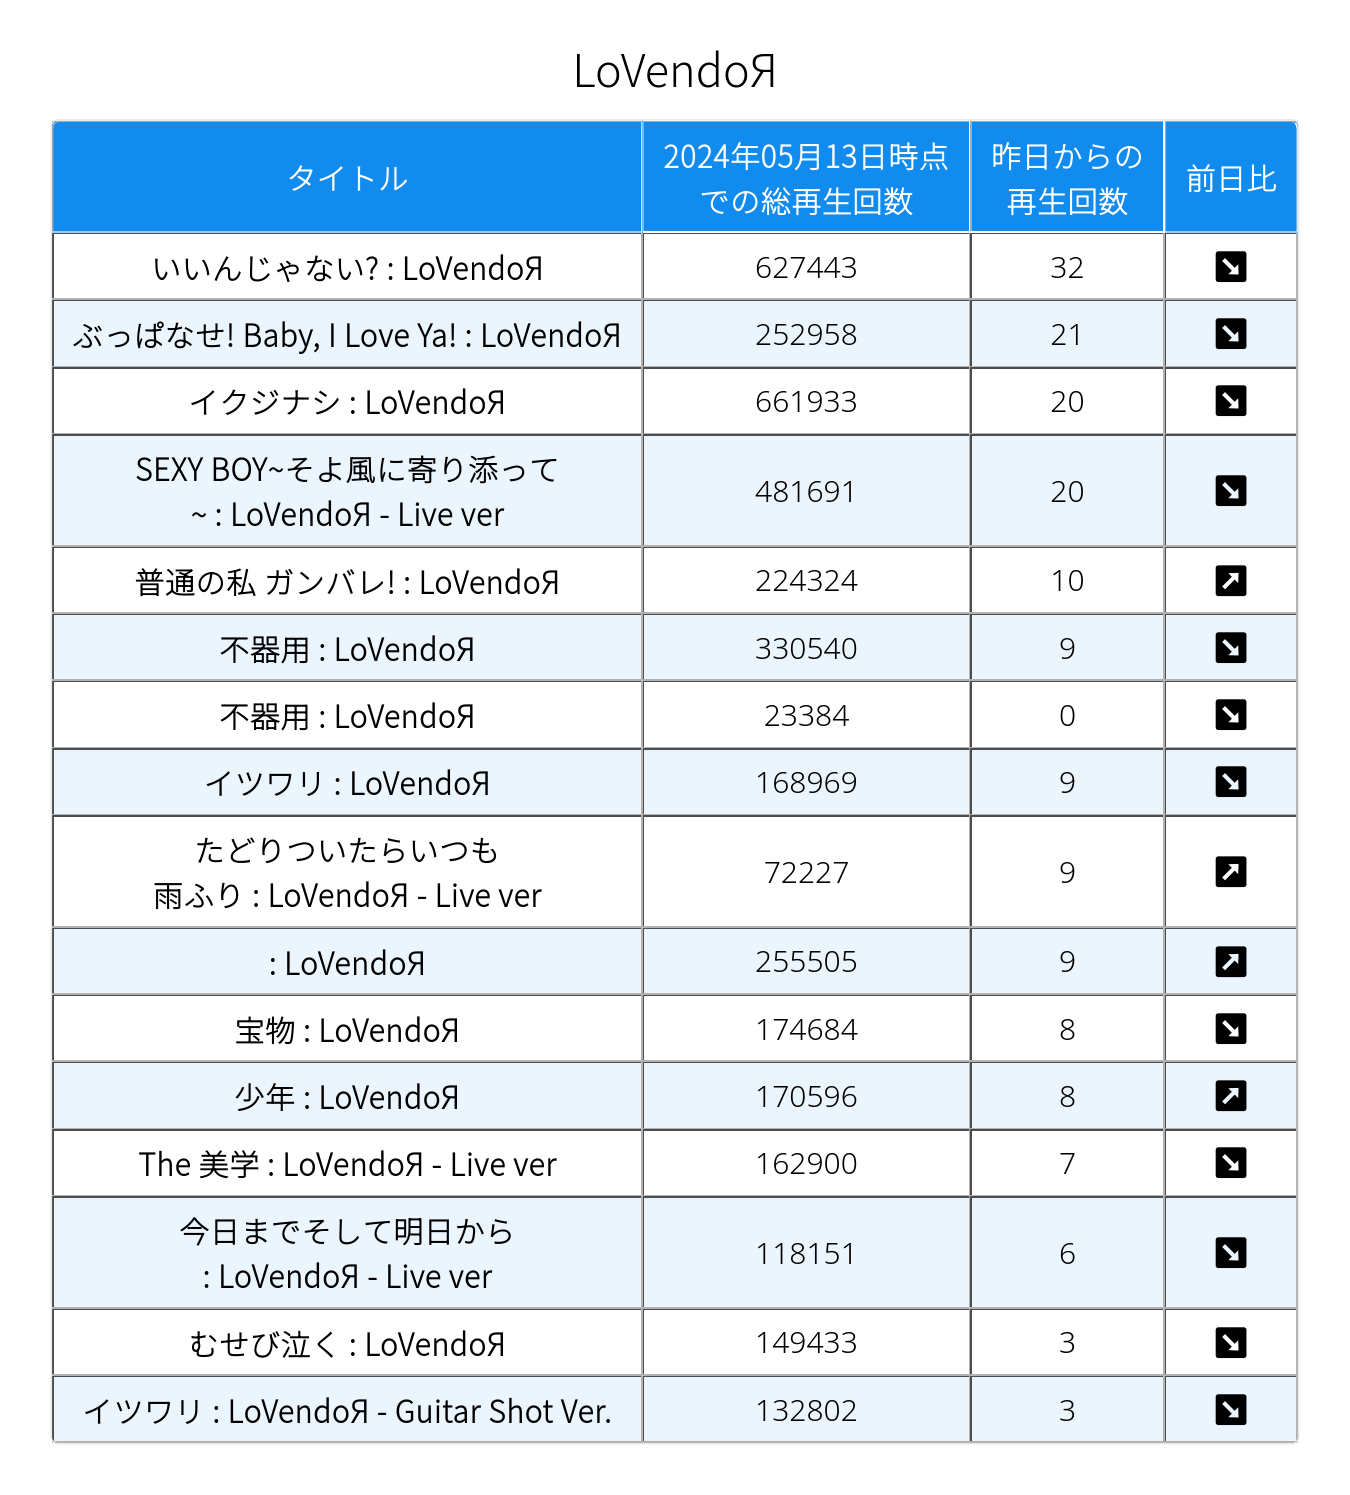 LoVendoЯ
タイトル
2024年05月13日時点
での総再生回数
昨日からの
再生回数
前日比
いいんじゃない? : LoVendoЯ 627443 32
ぶっぱなせ! Baby, I Love Ya! : LoVendoЯ 252958 21
イクジナシ : LoVendoЯ 661933 20
SEXY BOY~そよ風に寄り添って
~ : LoVendoЯ - Live ver 481691 20
普通の私 ガンバレ! : LoVendoЯ 224324 10
不器用 : LoVendoЯ 330540 9
不器用 : LoVendoЯ 23384 0
イツワリ : LoVendoЯ 168969 9
たどりついたらいつも
雨ふり : LoVendoЯ - Live ver 72227 9
: LoVendoЯ 255505 9
宝物 : LoVendoЯ 174684 8
少年 : LoVendoЯ 170596 8
The 美学 : LoVendoЯ - Live ver 162900 7
今日までそして明日から
: LoVendoЯ - Live ver 118151 6
むせび泣く : LoVendoЯ 149433 3
イツワリ : LoVendoЯ - Guitar Shot Ver. 132802 3